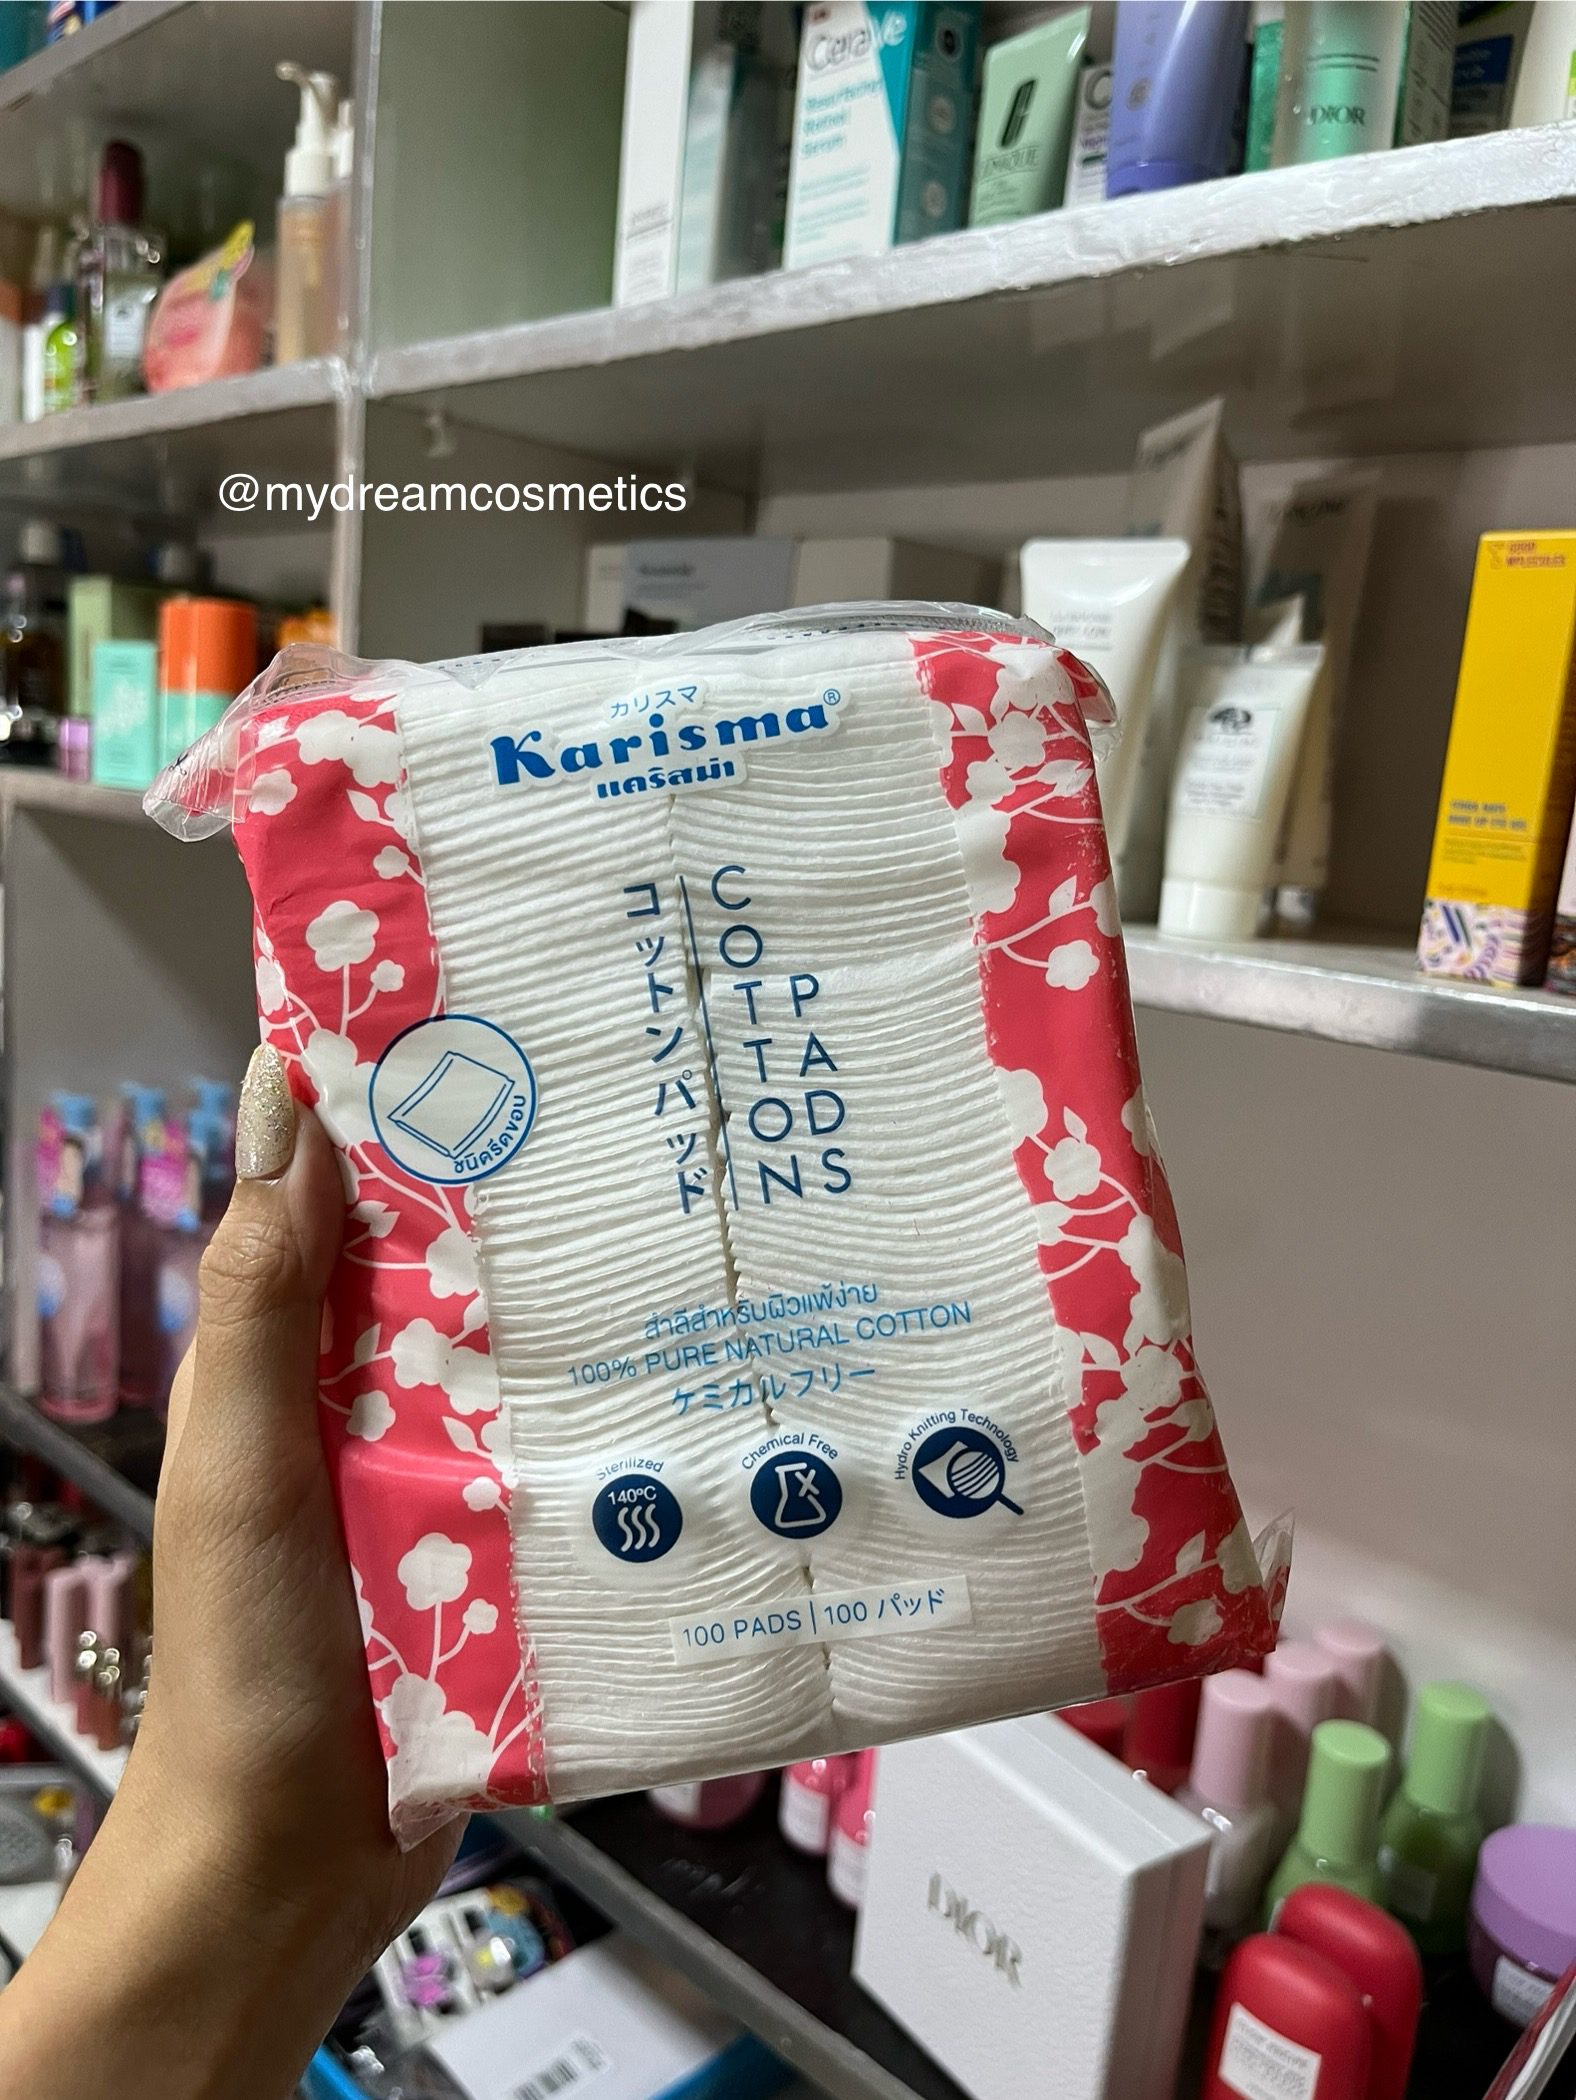 CeraVe
CLINIQUE
DIOR
@mydreamcosmetics
GOOD
MOLECULES
カリスマ
Karisma®
แคริสม่า
コットンパッド
COTTON
PADS
ชนิดรีดขอบ
สำลีสำหรับผิวแพ้ง่าย
100% PURE NATURAL COTTON
ケミカルフリー
Sterilized
140ºC
Chemical Free
Hydro Knitting Technology
100 PADS | 100 パッド
DIOR